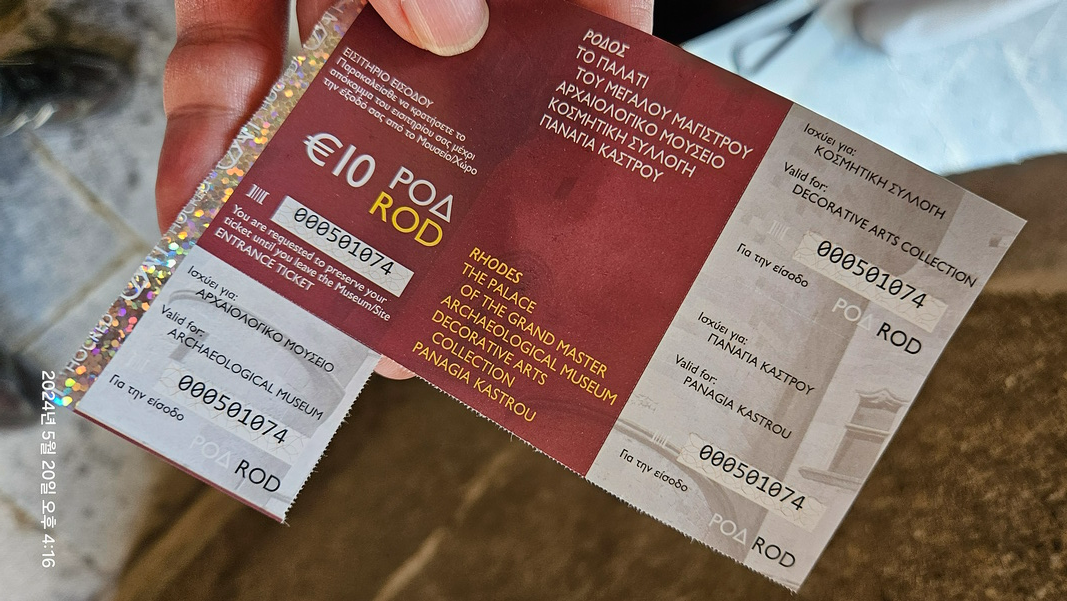 ΕΙΣΙΤΗΡΙΟ ΕΙΣΟΔΟΥ
Παρακαλείσθε να κρατήσετε το
απόκομμα του εισιτηρίου σας μέχρι
την έξοδό σας από το Μουσείο/Χώρο
€10 ΡΟΔ
ROD
000501074
You are requested to preserve your
ticket until you leave the Museum/Site
ENTRANCE TICKET
ΡΟΔΟΣ
ΤΟ ΠΑΛΑΤΙ
ΤΟΥ ΜΕΓΑΛΟΥ ΜΑΓΙΣΤΡΟΥ
ΑΡΧΑΙΟΛΟΓΙΚΟ ΜΟΥΣΕΙΟ
ΚΟΣΜΗΤΙΚΗ ΣΥΛΛΟΓΗ
ΠΑΝΑΓΙΑ ΚΑΣΤΡΟΥ
RHODES
THE PALACE
OF THE GRAND MASTER
ARCHAEOLOGICAL MUSEUM
DECORATIVE ARTS
COLLECTION
PANAGIA KASTROU
Ισχύει για:
ΑΡΧΑΙΟΛΟΓΙΚΟ ΜΟΥΣΕΙΟ
Valid for:
ARCHAEOLOGICAL MUSEUM
Για την είσοδο
000501074
ΡΟΔ ROD
Ισχύει για:
ΚΟΣΜΗΤΙΚΗ ΣΥΛΛΟΓΗ
Valid for:
DECORATIVE ARTS COLLECTION
Για την είσοδο
000501074
ΡΟΔ ROD
Ισχύει για:
ΠΑΝΑΓΙΑ ΚΑΣΤΡΟΥ
Valid for:
PANAGIA KASTROU
Για την είσοδο
000501074
ΡΟΔ ROD
2024년 5월 20일 오후 4:16